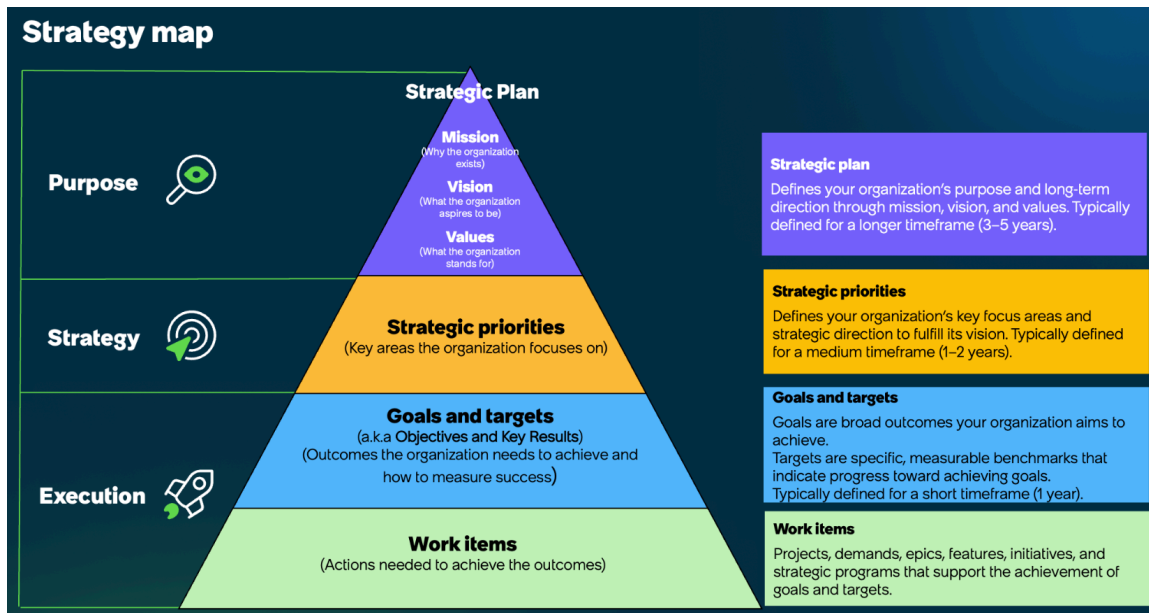 Strategy map
Purpose
Strategy
Execution
Strategic Plan
Mission
(Why the organization
exists)
Vision
(What the organization
aspires to be)
Values
(What the organization
stands for)
Strategic priorities
(Key areas the organization focuses on)
Goals and targets
(a.k.a Objectives and Key Results)
(Outcomes the organization needs to achieve and
how to measure success)
Work items
(Actions needed to achieve the outcomes)
Strategic plan
Defines your organization's purpose and long-term
direction through mission, vision, and values. Typically
defined for a longer timeframe (3–5 years).
Strategic priorities
Defines your organization's key focus areas and
strategic direction to fulfill its vision. Typically defined
for a medium timeframe (1–2 years).
Goals and targets
Goals are broad outcomes your organization aims to
achieve.
Targets are specific, measurable benchmarks that
indicate progress toward achieving goals.
Typically defined for a short timeframe (1 year).
Work items
Projects, demands, epics, features, initiatives, and
strategic programs that support the achievement of
goals and targets.